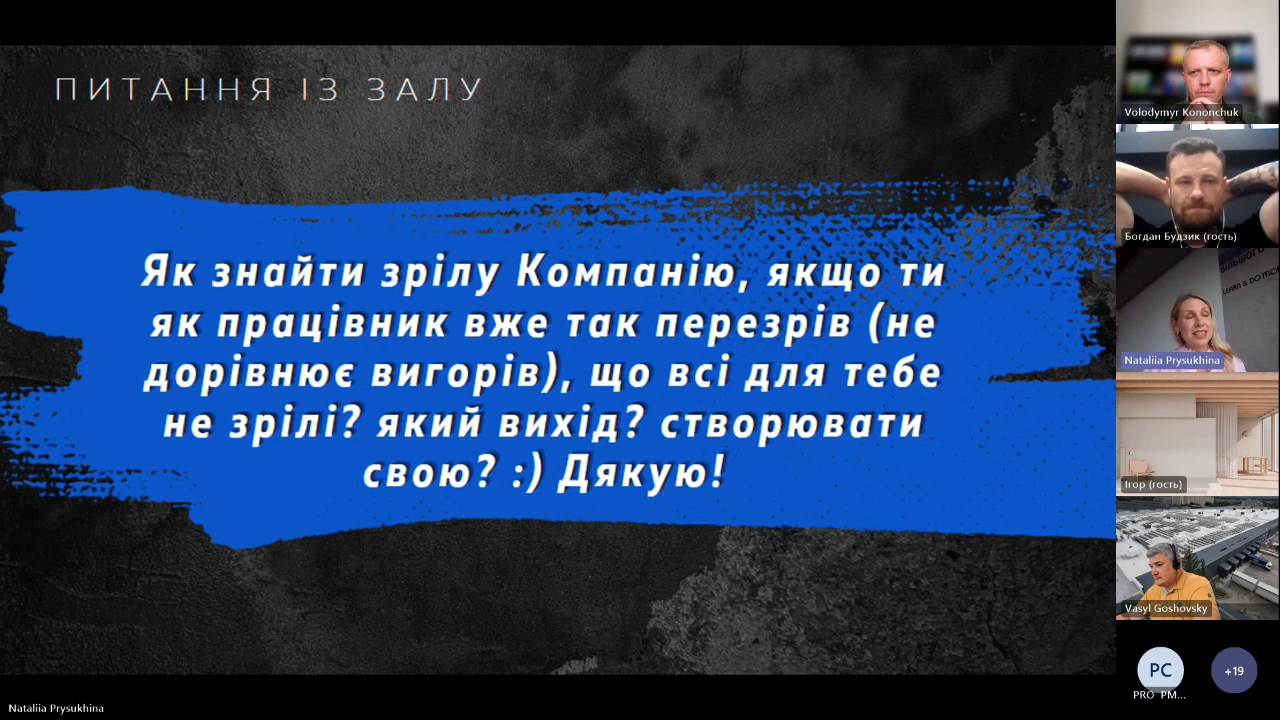 ПИТАННЯ ІЗ ЗАЛУ
Як знайти зрілу Компанію, якщо ти
як працівник вже так перезрів (не
дорівнює вигорів), що всі для тебе
не зрілі? який вихід? створювати
свою? :) Дякую!
Volodymyr Kononchuk
Богдан Будзик (гость)
Nataliia Prysukhina
Ігор (гость)
Vasyl Goshovsky
PC
+19
PRO PM...
Nataliia Prysukhina